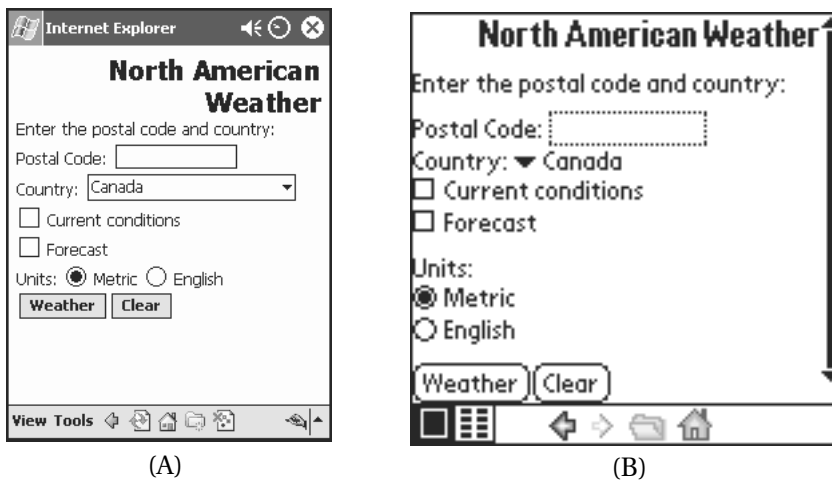 Internet Explorer
North American
Weather
Enter the postal code and country:
Postal Code:
Country: Canada
Current conditions
Forecast
Units: Metric English
Weather Clear
View Tools
(A)
North American Weather
Enter the postal code and country:
Postal Code:
Country: Canada
Current conditions
Forecast
Units:
Metric
English
Weather Clear
(B)